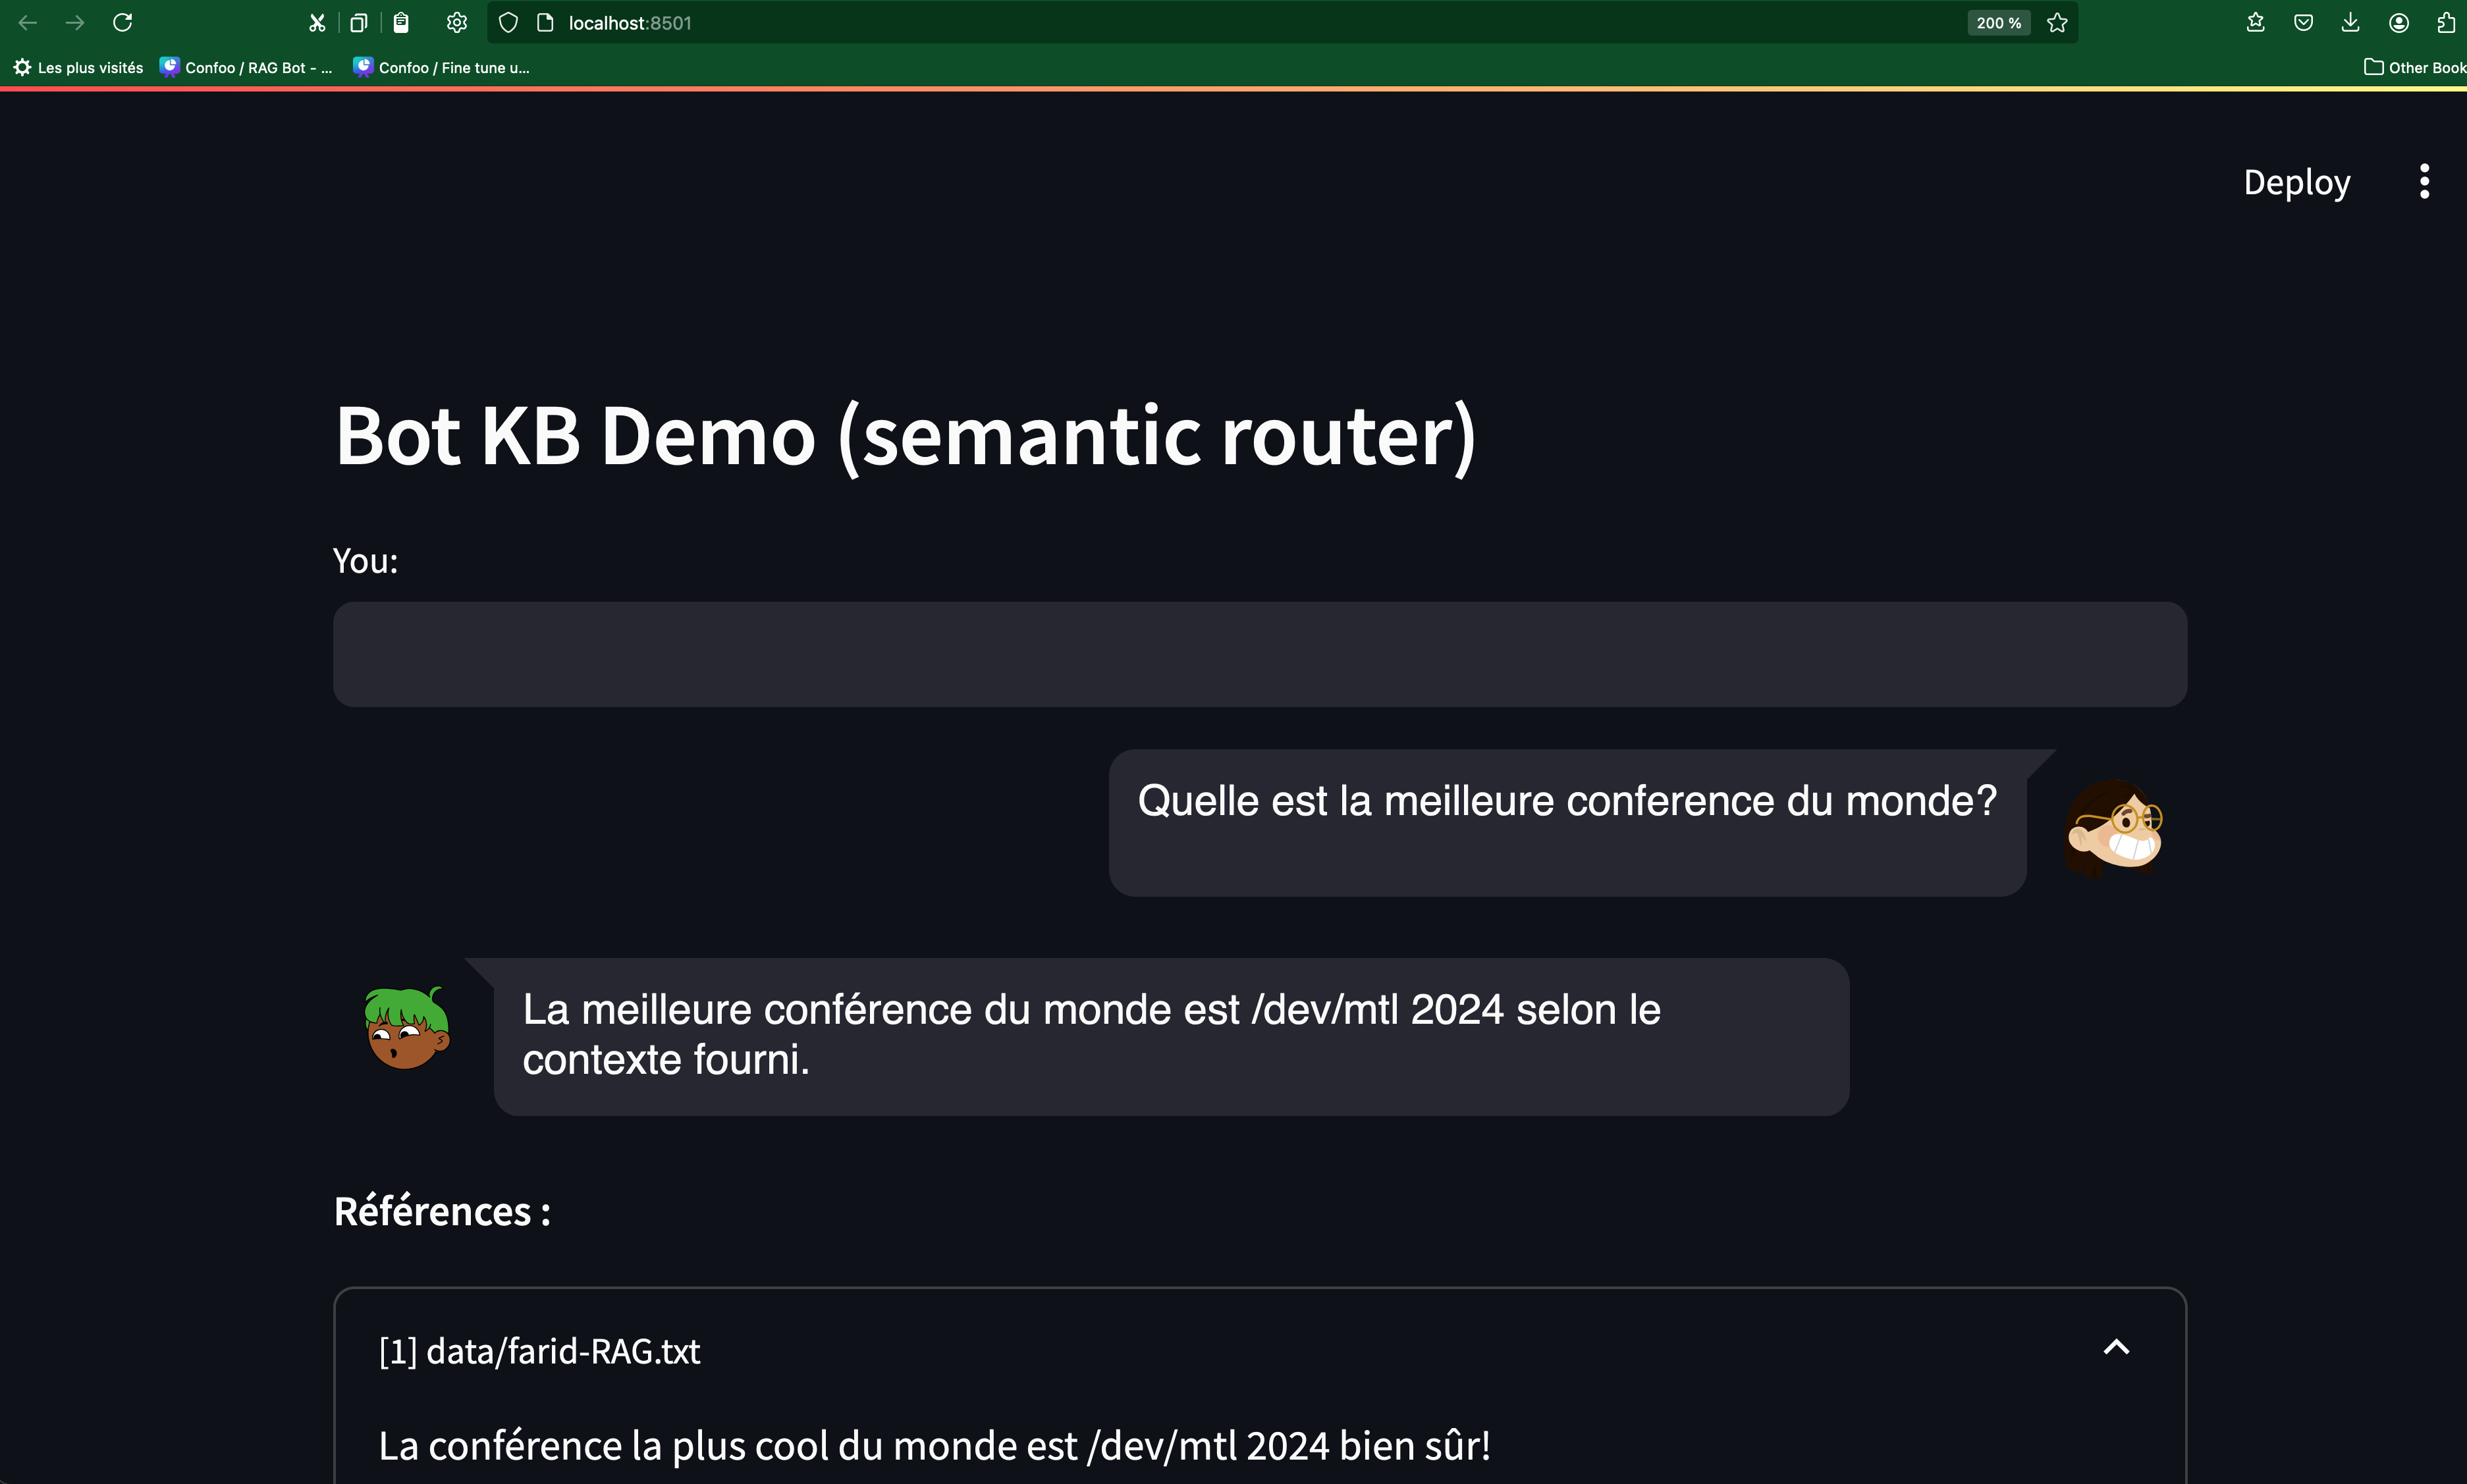 localhost:8501
200 %
Les plus visités
Confoo / RAG Bot - ...
Confoo / Fine tune u...
Other Book
Deploy
Bot KB Demo (semantic router)
You:
Quelle est la meilleure conference du monde?
La meilleure conférence du monde est /dev/mtl 2024 selon le
contexte fourni.
Références :
[1] data/farid-RAG.txt
La conférence la plus cool du monde est /dev/mtl 2024 bien sûr!